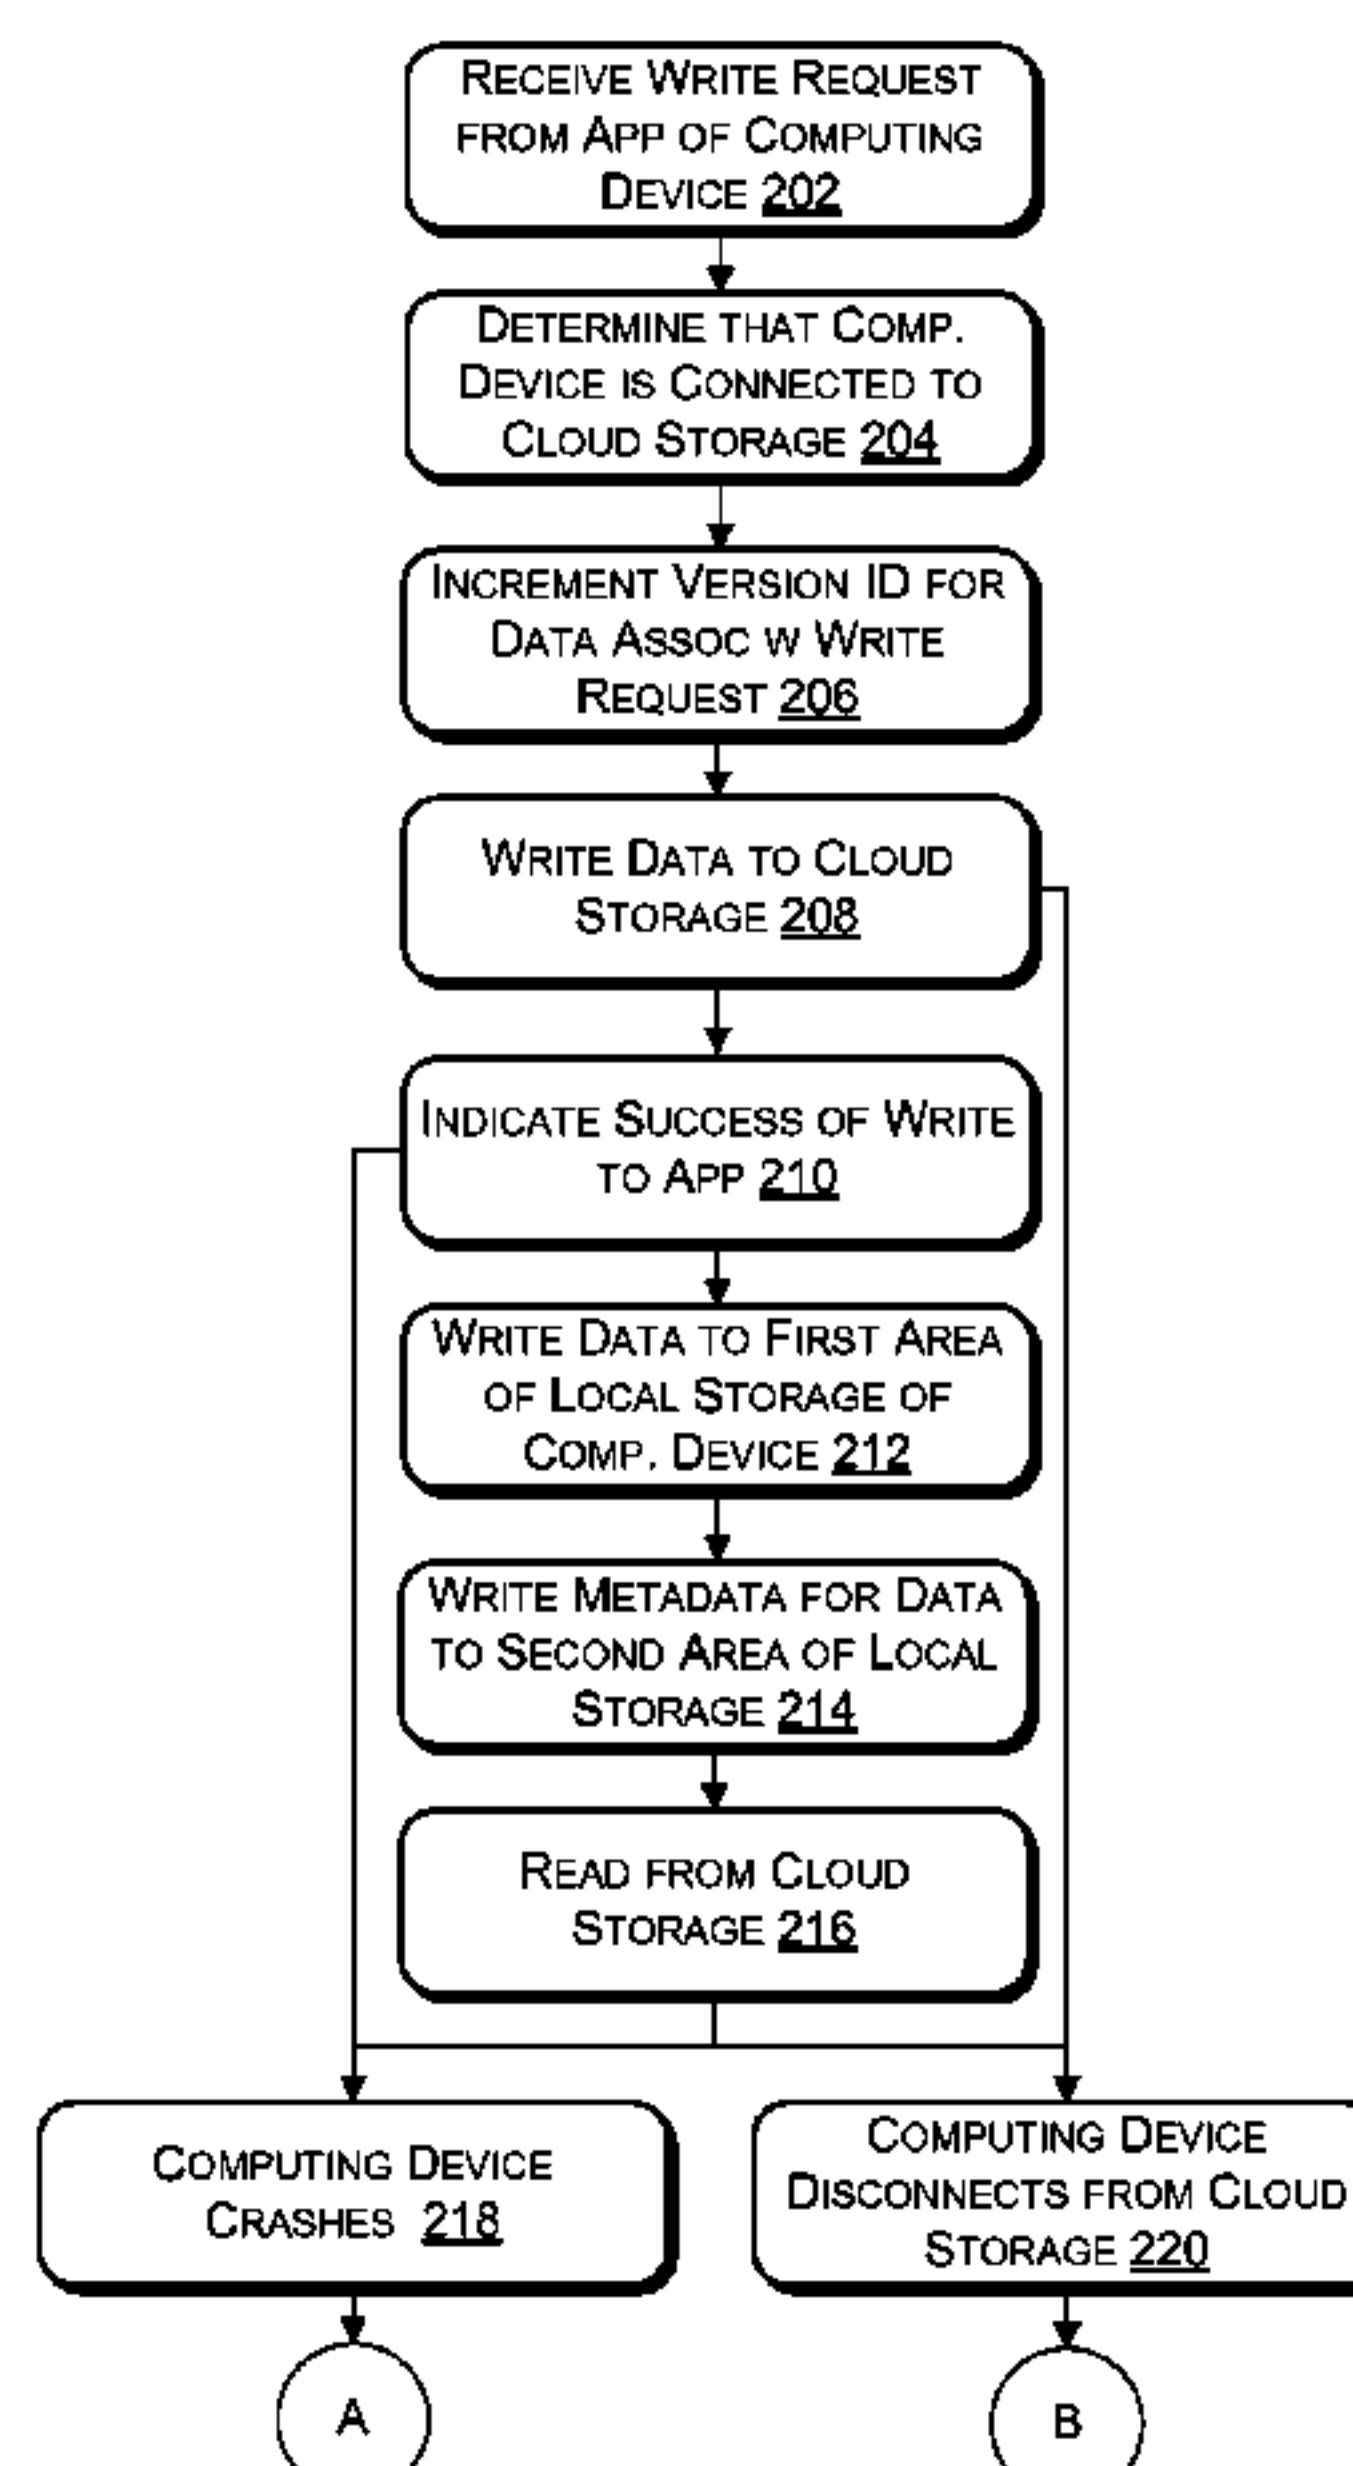 RECEIVE WRITE REQUEST
FROM APP OF COMPUTING
DEVICE 202
DETERMINE THAT COMP.
DEVICE IS CONNECTED TO
CLOUD STORAGE 204
INCREMENT VERSION ID FOR
DATA ASSOC W WRITE
REQUEST 206
WRITE DATA TO CLOUD
STORAGE 208
INDICATE SUCCESS OF WRITE
TO APP 210
WRITE DATA TO FIRST AREA
OF LOCAL STORAGE OF
COMP. DEVICE 212
WRITE METADATA FOR DATA
TO SECOND AREA OF LOCAL
STORAGE 214
READ FROM CLOUD
STORAGE 216
COMPUTING DEVICE
CRASHES 218
COMPUTING DEVICE
DISCONNECTS FROM CLOUD
STORAGE 220
A
B